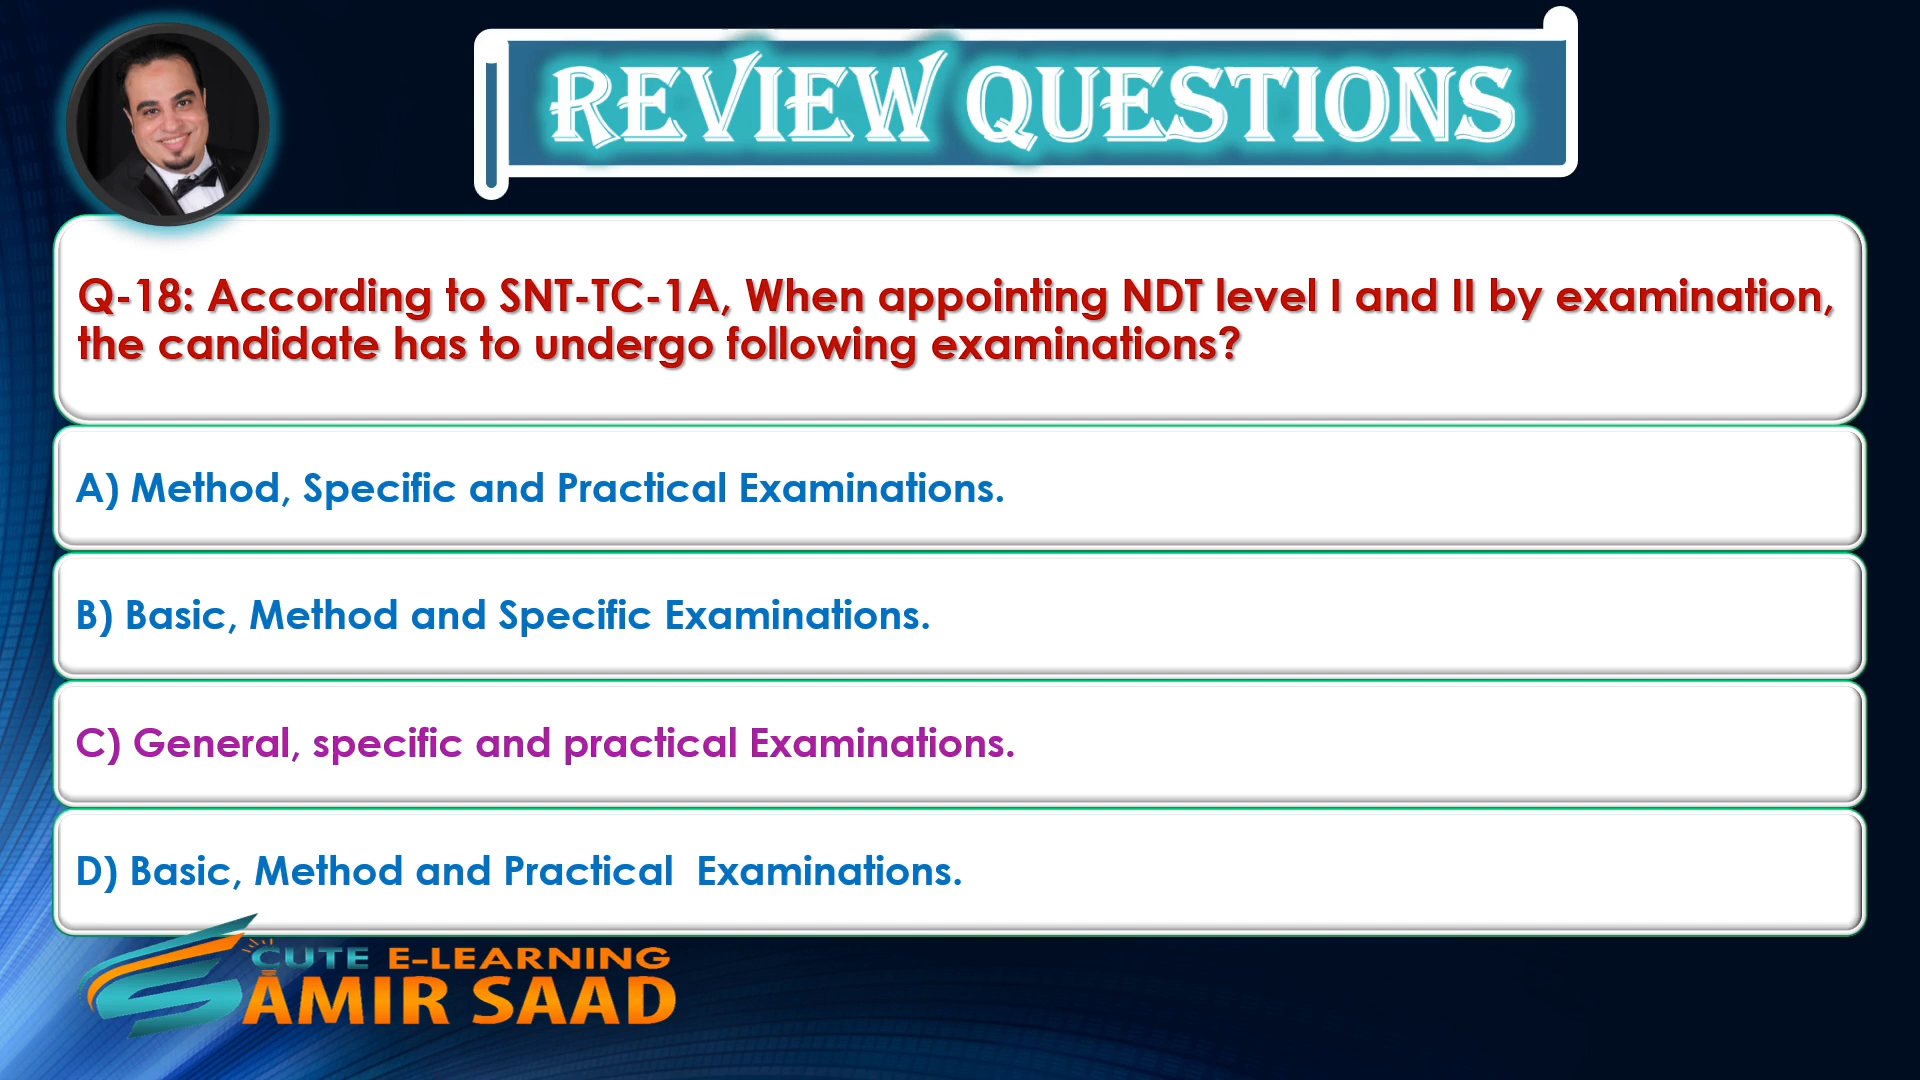 REVIEW QUESTIONS
Q-18: According to SNT-TC-1A, When appointing NDT level I and II by examination,
the candidate has to undergo following examinations?
A) Method, Specific and Practical Examinations.
B) Basic, Method and Specific Examinations.
C) General, specific and practical Examinations.
D) Basic, Method and Practical  Examinations.
CUTE E-LEARNING
AMIR SAAD